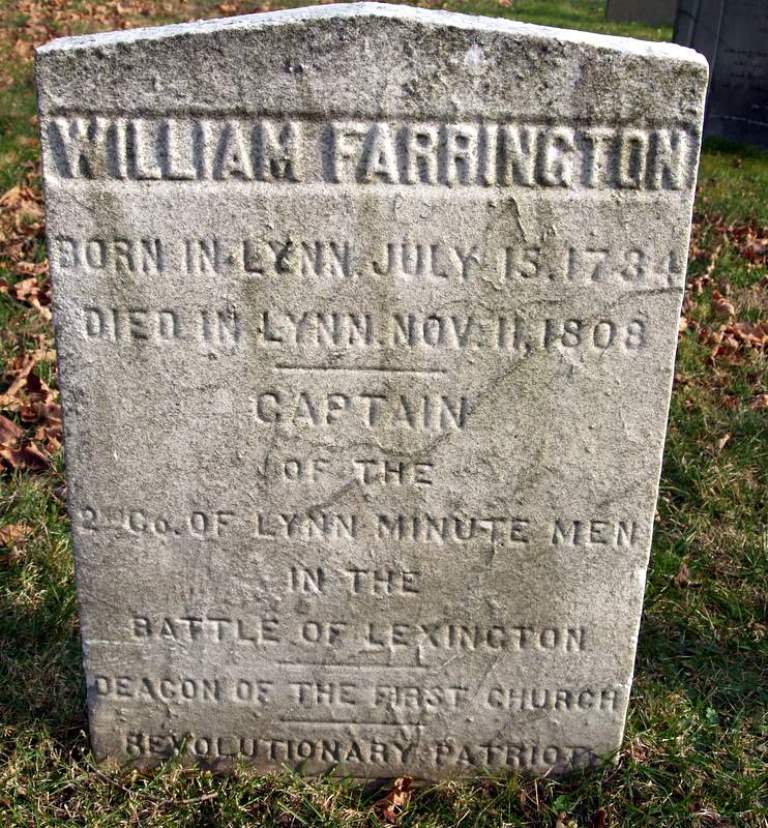 WILLIAM FARRINGTON
BORN IN LYNN, JULY 15, 1734
DIED IN LYNN, NOV. 11, 1808
CAPTAIN
OF THE
2ND CO. OF LYNN MINUTE MEN
IN THE
BATTLE OF LEXINGTON
DEACON OF THE FIRST CHURCH
REVOLUTIONARY PATRIOT